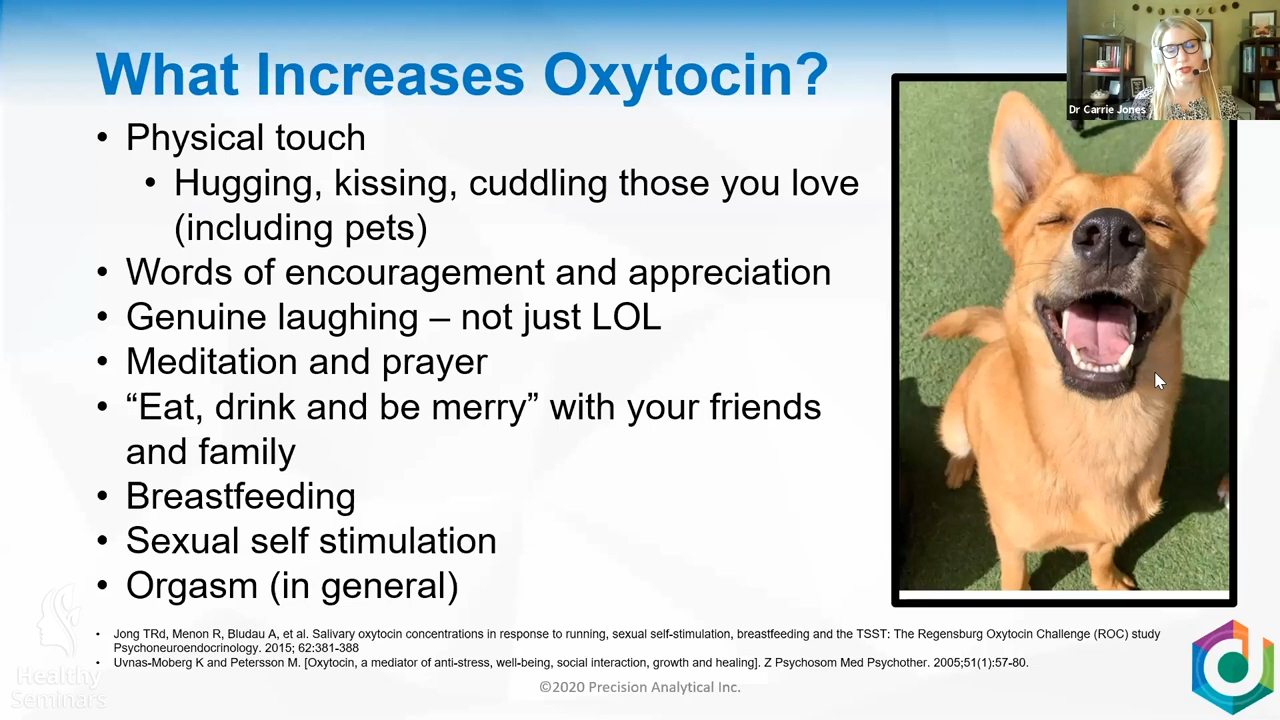 What Increases Oxytocin?
Dr Carrie Jones
• Physical touch
• Hugging, kissing, cuddling those you love
(including pets)
• Words of encouragement and appreciation
• Genuine laughing – not just LOL
• Meditation and prayer
• “Eat, drink and be merry” with your friends
and family
• Breastfeeding
• Sexual self stimulation
• Orgasm (in general)
• Jong TRd, Menon R, Bludau A, et al. Salivary oxytocin concentrations in response to running, sexual self-stimulation, breastfeeding and the TSST: The Regensburg Oxytocin Challenge (ROC) study
Psychoneuroendocrinology. 2015; 62:381-388
• Uvnas-Moberg K and Petersson M. [Oxytocin, a mediator of anti-stress, well-being, social interaction, growth and healing]. Z Psychosom Med Psychother. 2005;51(1):57-80.
Healthy
Seminars
©2020 Precision Analytical Inc.